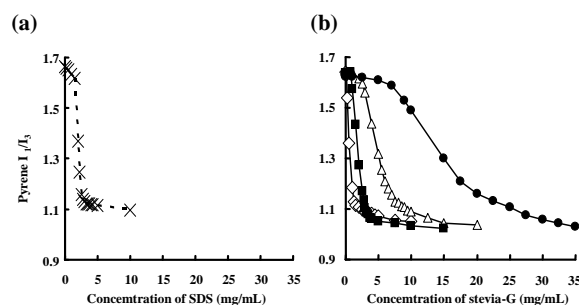 (a)
(b)
1.7
1.5
1.3
1.1
0.9
Pyrene I 1/I3
0 5 10 15 20 25 30 35
Concemtration of SDS (mg/mL)
1.7
1.5
1.3
1.1
0.9
0 5 10 15 20 25 30 35
Concemtration of stevia-G (mg/mL)